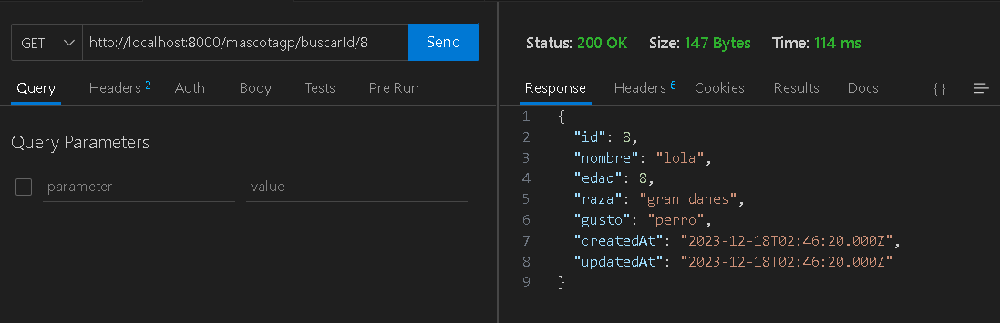 GET http://localhost:8000/mascotagp/buscarId/8 Send
Query Headers 2 Auth Body Tests Pre Run
Query Parameters
parameter value
Status: 200 OK Size: 147 Bytes Time: 114 ms
Response Headers 6 Cookies Results Docs {}
1 {
2 "id": 8,
3 "nombre": "lola",
4 "edad": 8,
5 "raza": "gran danes",
6 "gusto": "perro",
7 "createdAt": "2023-12-18T02:46:20.000Z",
8 "updatedAt": "2023-12-18T02:46:20.000Z"
9 }